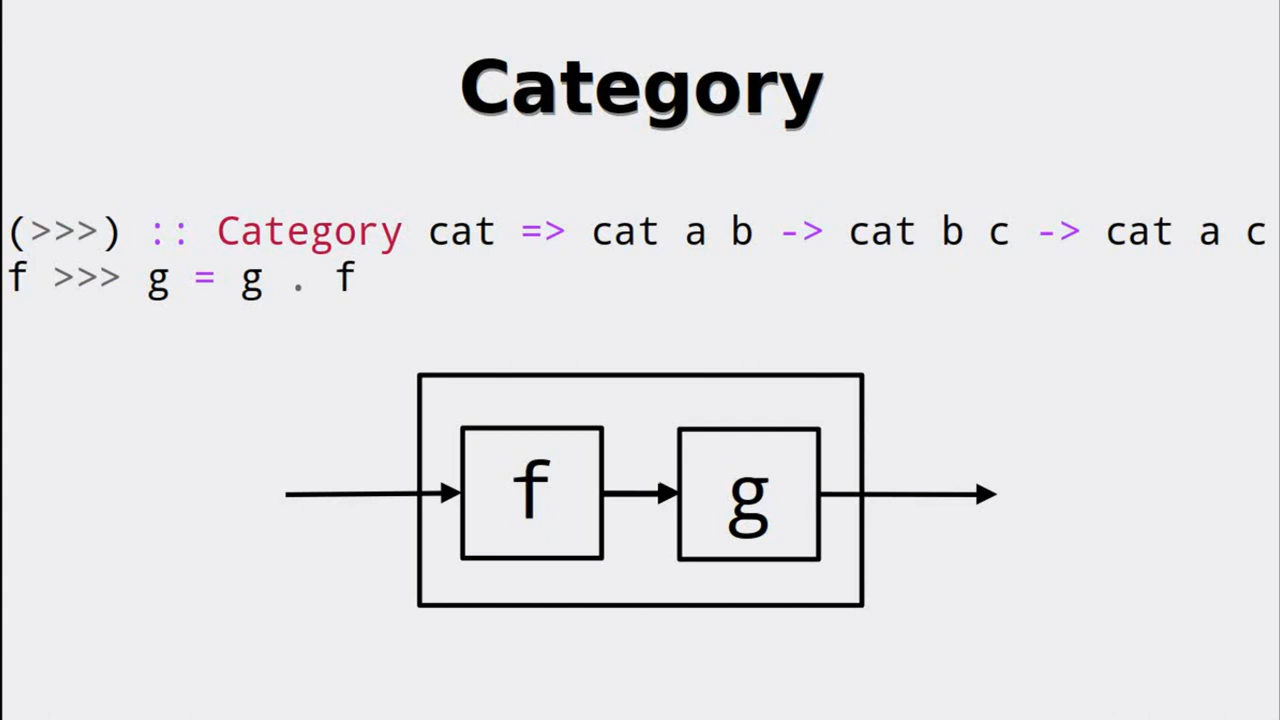 Category
(>>>) :: Category cat => cat a b -> cat b c -> cat a c
f >>> g = g . f
f
g